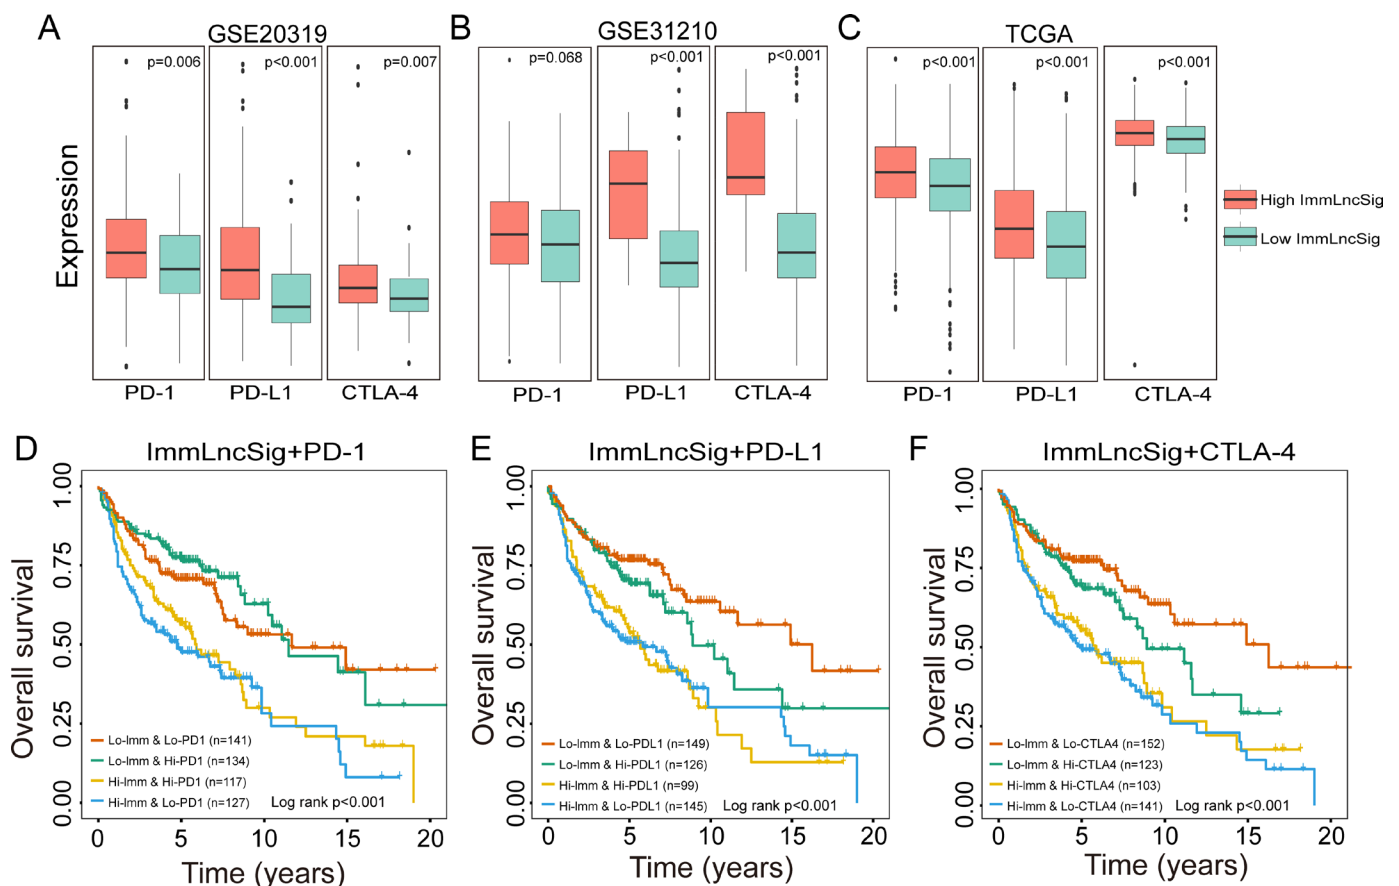 A
GSE20319
B
GSE31210
C
TCGA
p=0.006
p<0.001
p=0.007
p=0.068
p<0.001
p<0.001
p<0.001
p<0.001
p<0.001
Expression
High ImmLncSig
Low ImmLncSig
PD-1
PD-L1
CTLA-4
PD-1
PD-L1
CTLA-4
PD-1
PD-L1
CTLA-4
D
ImmLncSig+PD-1
Overall survival
1.00
0.75
0.50
0.25
0.00
Lo-Imm & Lo-PD1 (n=141)
Lo-Imm & Hi-PD1 (n=134)
Hi-Imm & Hi-PD1 (n=117)
Hi-Imm & Lo-PD1 (n=127)
Log rank p<0.001
0 5 10 15 20
Time (years)
E
ImmLncSig+PD-L1
Overall survival
1.00
0.75
0.50
0.25
0.00
Lo-Imm & Lo-PDL1 (n=149)
Lo-Imm & Hi-PDL1 (n=126)
Hi-Imm & Hi-PDL1 (n=99)
Hi-Imm & Lo-PDL1 (n=145)
Log rank p<0.001
0 5 10 15 20
Time (years)
F
ImmLncSig+CTLA-4
Overall survival
1.00
0.75
0.50
0.25
0.00
Lo-Imm & Lo-CTLA4 (n=152)
Lo-Imm & Hi-CTLA4 (n=123)
Hi-Imm & Hi-CTLA4 (n=103)
Hi-Imm & Lo-CTLA4 (n=141)
Log rank p<0.001
0 5 10 15 20
Time (years)